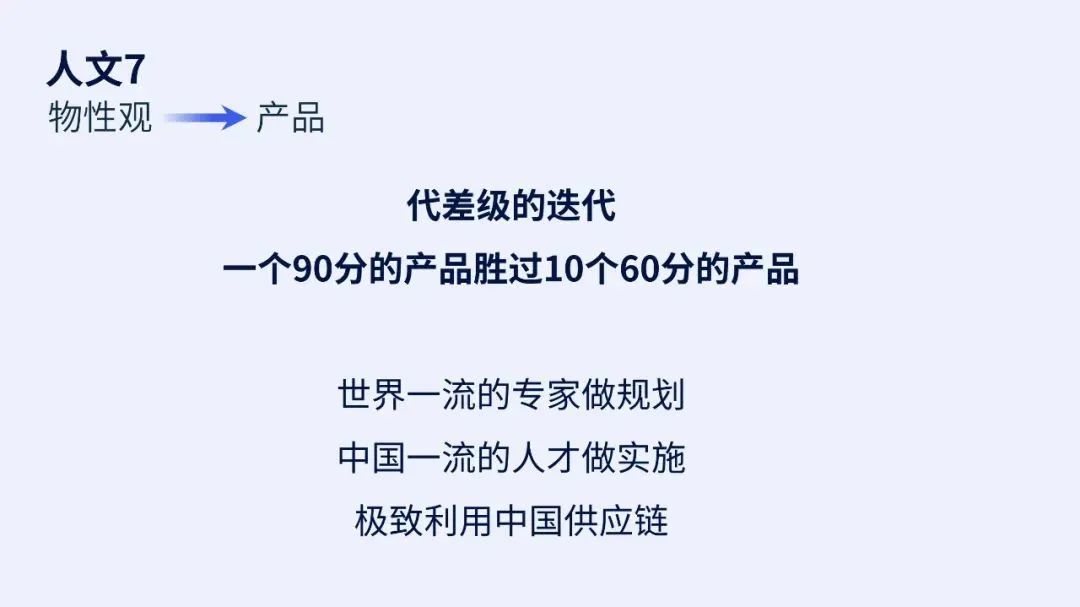 人文7
物性观 产品
代差级的迭代
一个90分的产品胜过10个60分的产品
世界一流的专家做规划
中国一流的人才做实施
极致利用中国供应链